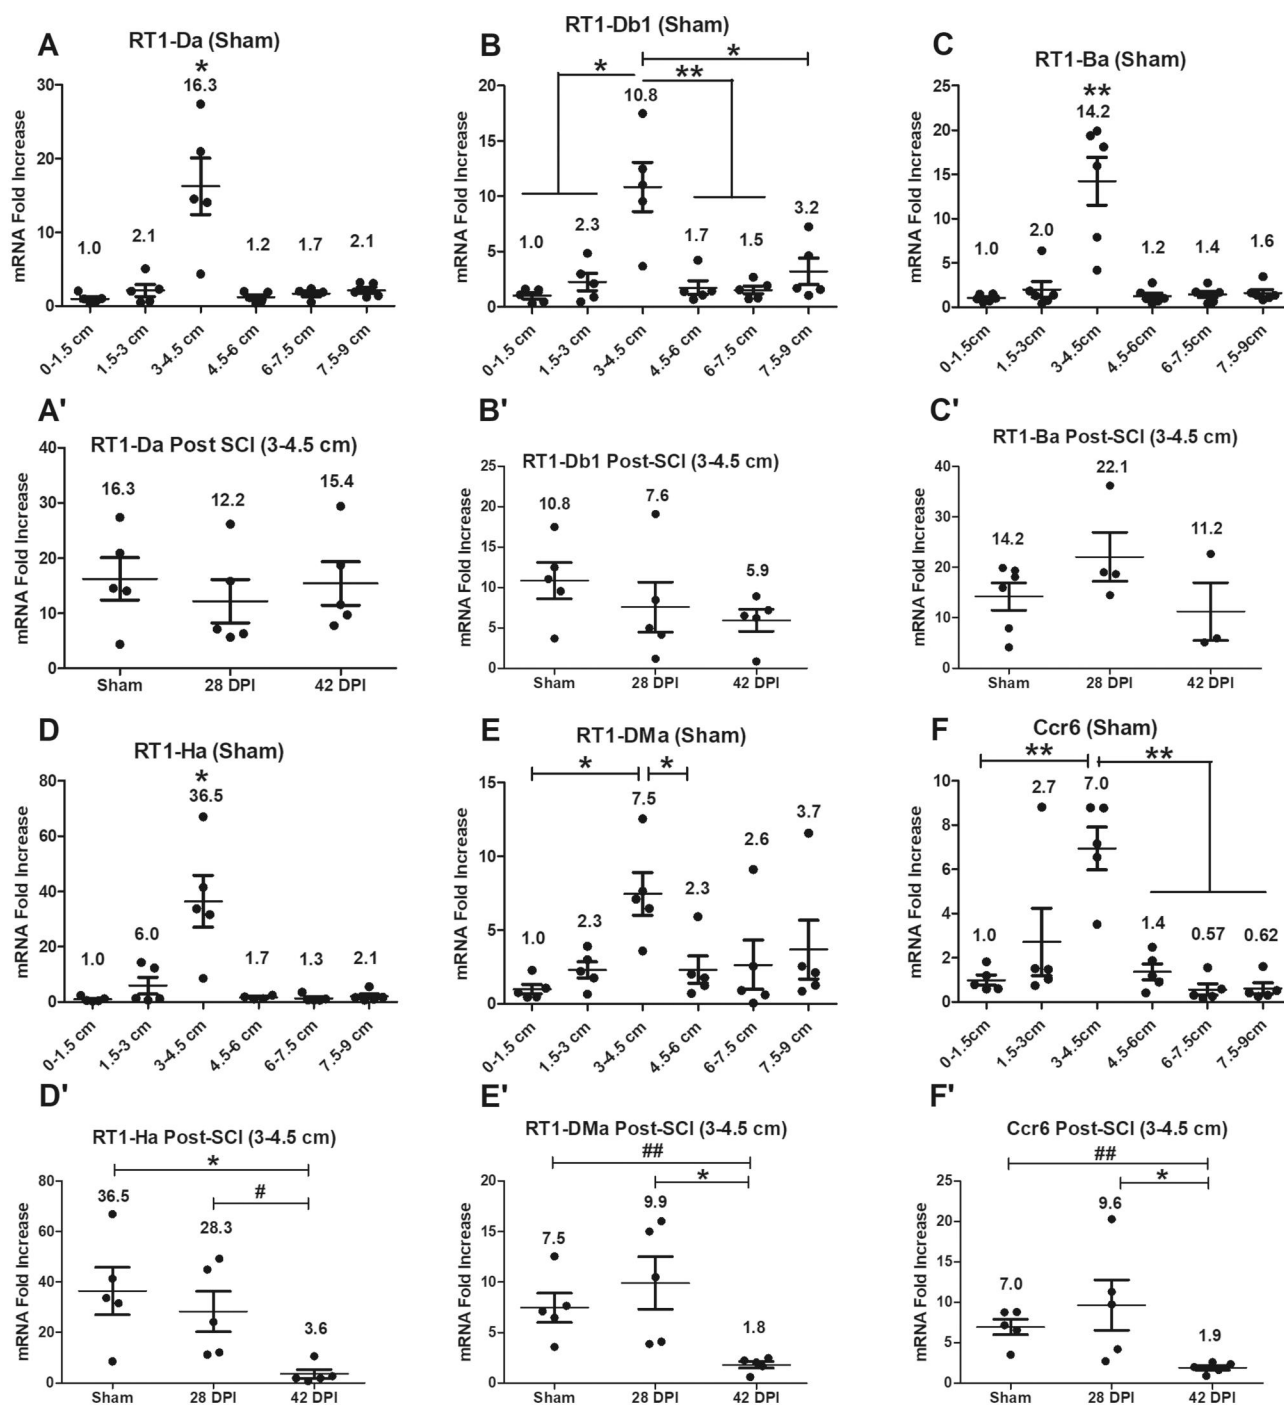 A
RT1-Da (Sham)
*
16.3
mRNA Fold Increase
30
20
10
0
1.0
2.1
1.2
1.7
2.1
0-1.5 cm
1.5-3 cm
3-4.5 cm
4.5-6 cm
6-7.5 cm
7.5-9 cm
B
RT1-Db1 (Sham)
*
*
**
10.8
mRNA Fold Increase
20
15
10
5
0
1.0
2.3
1.7
1.5
3.2
0-1.5 cm
1.5-3 cm
3-4.5 cm
4.5-6 cm
6-7.5 cm
7.5-9 cm
C
RT1-Ba (Sham)
**
14.2
mRNA Fold Increase
25
20
15
10
5
0
1.0
2.0
1.2
1.4
1.6
0-1.5cm
1.5-3cm
3-4.5cm
4.5-6cm
6-7.5cm
7.5-9cm
A'
RT1-Da Post SCI (3-4.5 cm)
mRNA Fold Increase
40
30
20
10
0
16.3
12.2
15.4
Sham
28 DPI
42 DPI
B'
RT1-Db1 Post-SCI (3-4.5 cm)
mRNA Fold Increase
25
20
15
10
5
0
10.8
7.6
5.9
Sham
28 DPI
42 DPI
C'
RT1-Ba Post-SCI (3-4.5 cm)
mRNA Fold Increase
40
30
20
10
0
14.2
22.1
11.2
Sham
28 DPI
42 DPI
D
RT1-Ha (Sham)
*
36.5
mRNA Fold Increase
80
60
40
20
0
1.0
6.0
1.7
1.3
2.1
0-1.5 cm
1.5-3 cm
3-4.5 cm
4.5-6 cm
6-7.5 cm
7.5-9 cm
E
RT1-DMa (Sham)
*
*
mRNA Fold Increase
15
10
5
0
1.0
2.3
7.5
2.3
2.6
3.7
0-1.5 cm
1.5-3 cm
3-4.5 cm
4.5-6 cm
6-7.5 cm
7.5-9 cm
F
Ccr6 (Sham)
**
**
mRNA Fold Increase
10
8
6
4
2
0
1.0
2.7
7.0
1.4
0.57
0.62
0-1.5cm
1.5-3cm
3-4.5cm
4.5-6cm
6-7.5cm
7.5-9cm
D'
RT1-Ha Post-SCI (3-4.5 cm)
*
#
mRNA Fold Increase
80
60
40
20
0
36.5
28.3
3.6
Sham
28 DPI
42 DPI
E'
RT1-DMa Post-SCI (3-4.5 cm)
##
*
mRNA Fold Increase
20
15
10
5
0
7.5
9.9
1.8
Sham
28 DPI
42 DPI
F'
Ccr6 Post-SCI (3-4.5 cm)
##
*
mRNA Fold Increase
25
20
15
10
5
0
7.0
9.6
1.9
Sham
28 DPI
42 DPI